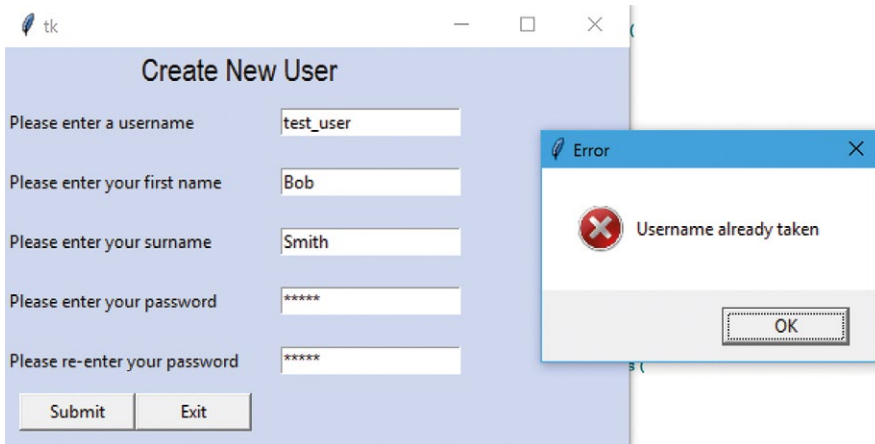 tk
Create New User
Please enter a username test_user
Please enter your first name Bob
Please enter your surname Smith
Please enter your password *****
Please re-enter your password *****
Submit Exit
(
Error
Username already taken
OK
s (